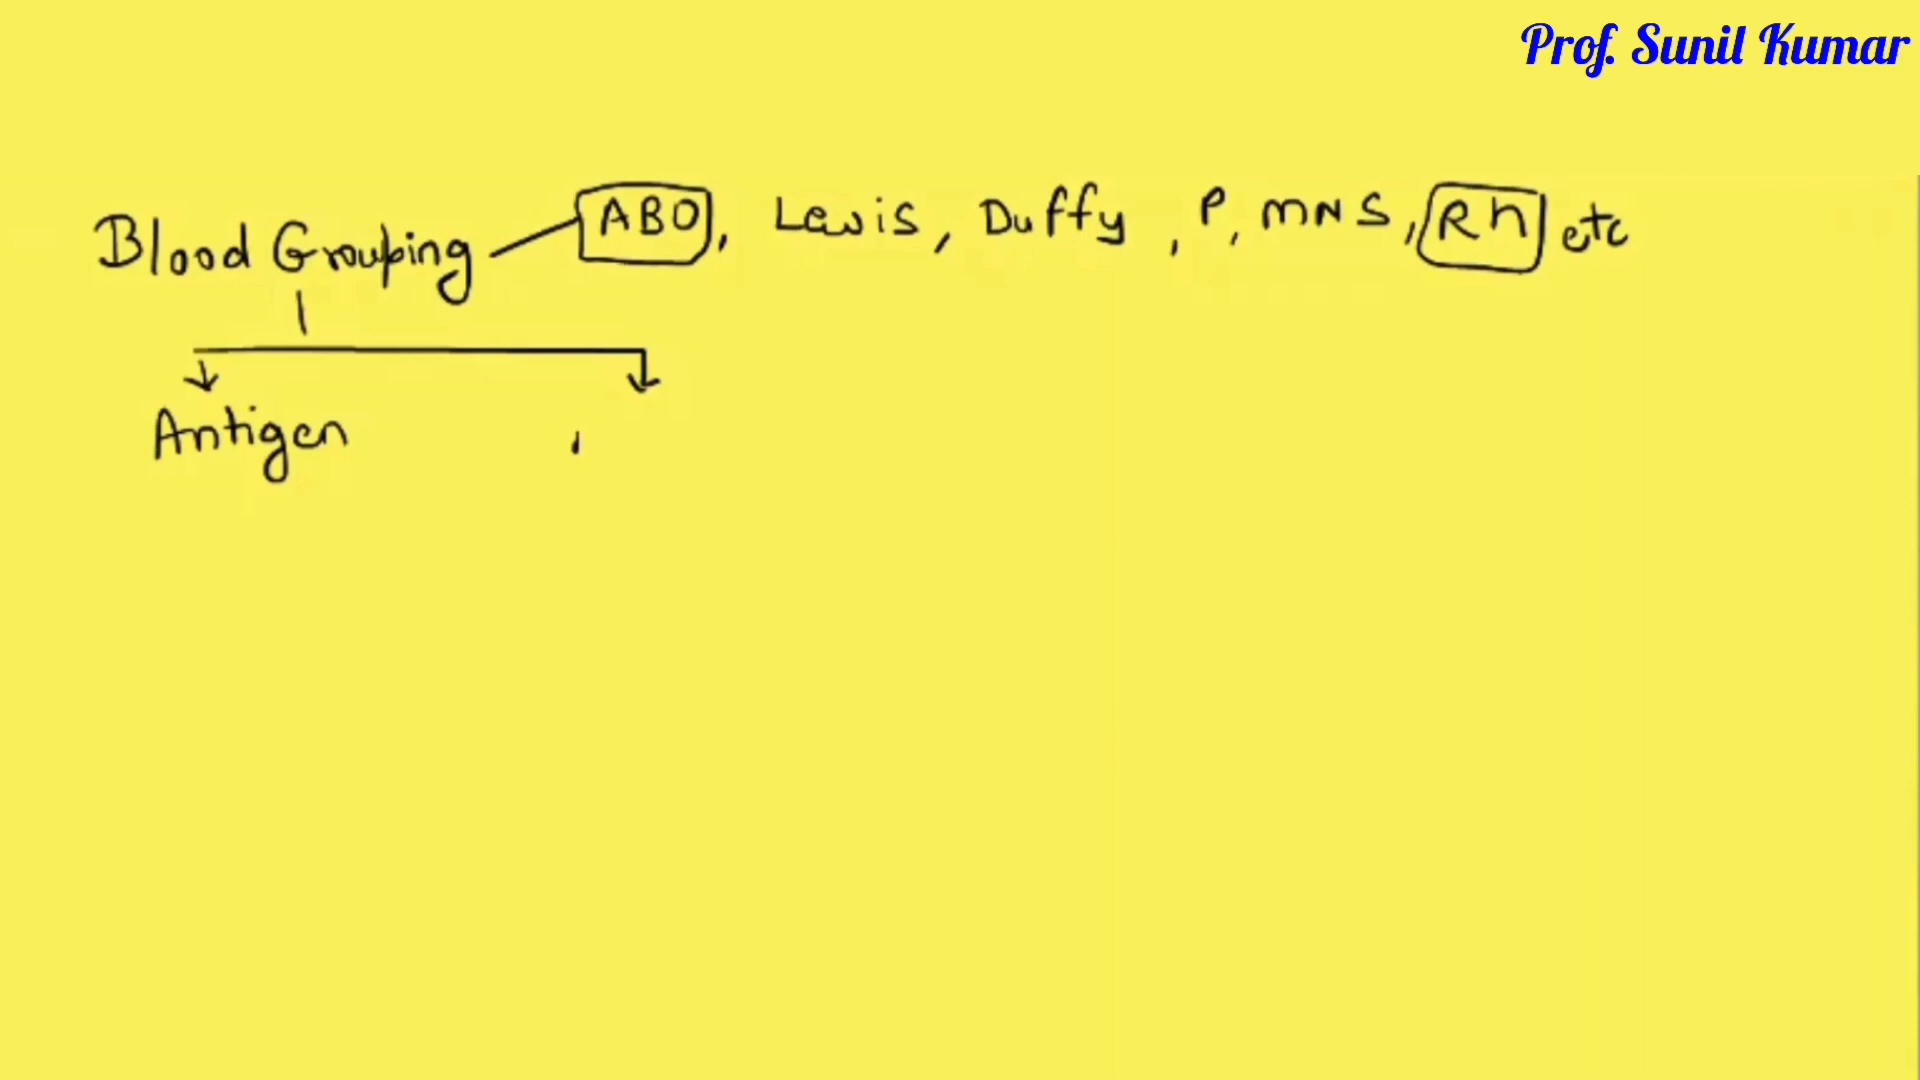 Prof. Sunil Kumar
Blood Grouping ABO, Lewis, Duffy, P, MNS, Rh etc
Antigen